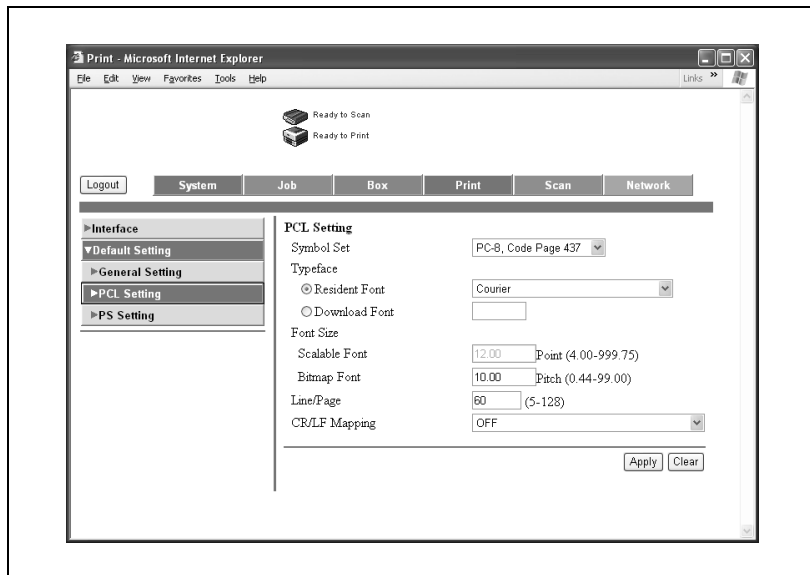 Print - Microsoft Internet Explorer
File Edit View Favorites Tools Help Links »
Ready to Scan
Ready to Print
Logout System Job Box Print Scan Network
Interface
Default Setting
General Setting
PCL Setting
PS Setting
PCL Setting
Symbol Set PC-8, Code Page 437
Typeface
Resident Font Courier
Download Font
Font Size
Scalable Font 12.00 Point (4.00-999.75)
Bitmap Font 10.00 Pitch (0.44-99.00)
Line/Page 60 (5-128)
CR/LF Mapping OFF
Apply Clear